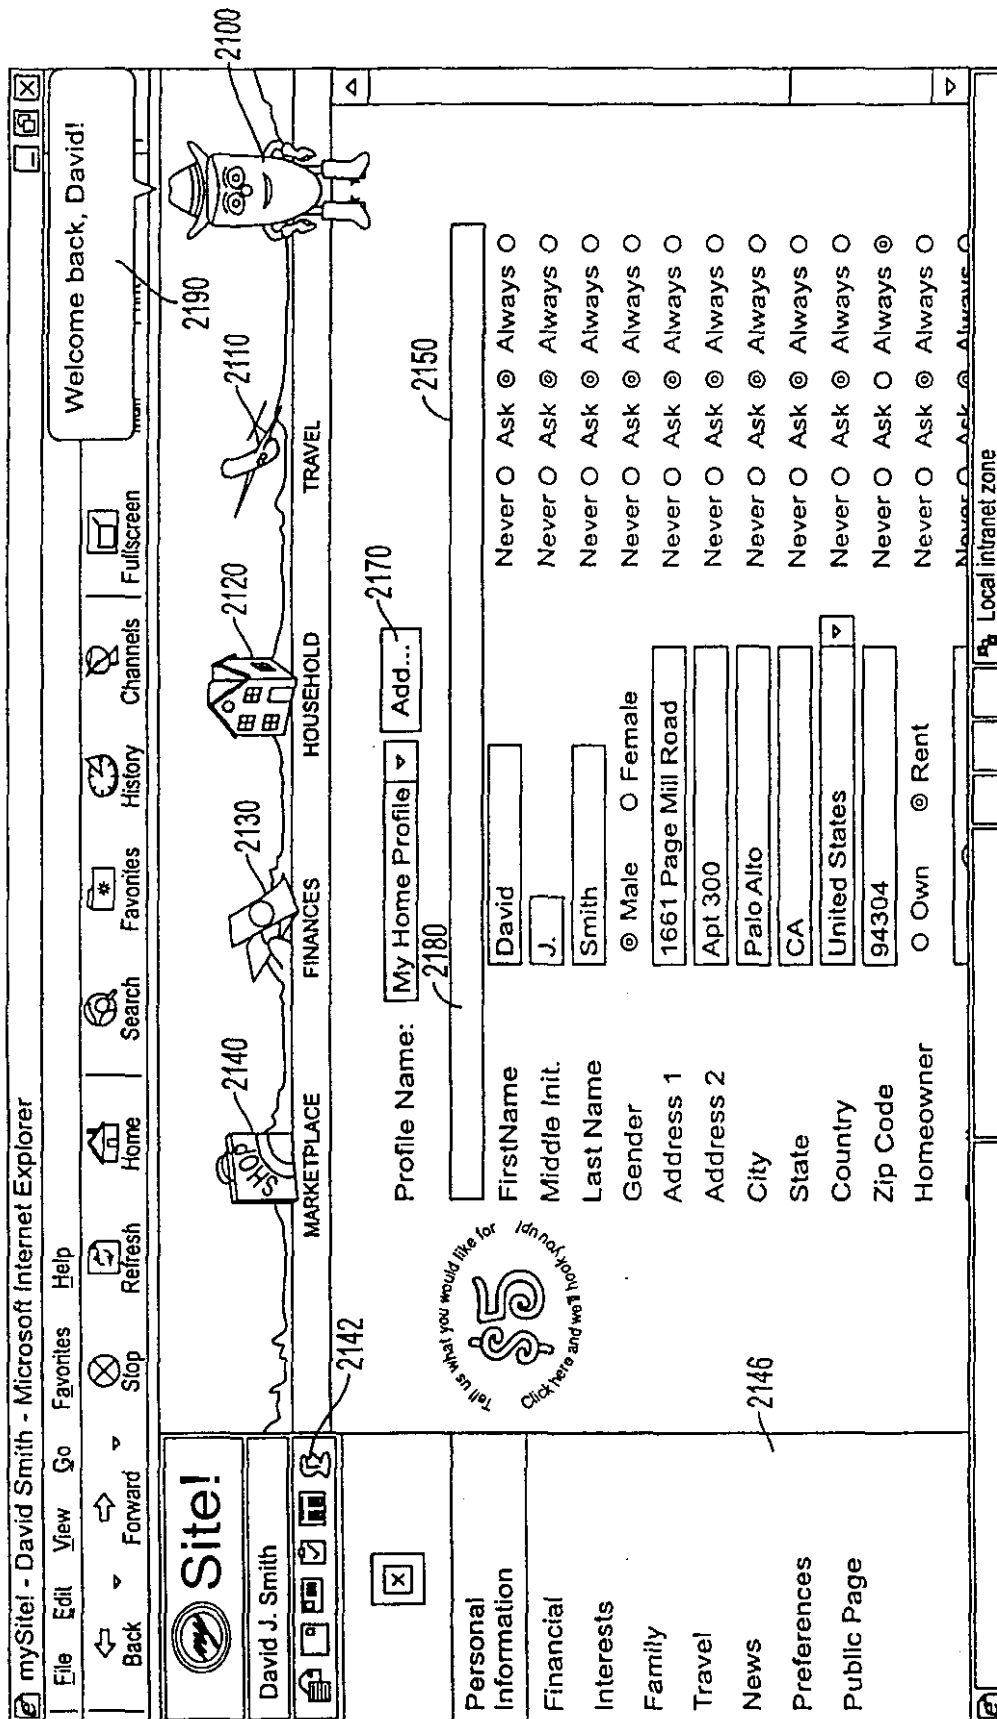 mySite! - David Smith - Microsoft Internet Explorer
File Edit View Go Favorites Help
Back Forward Stop Refresh Home Search Favorites History Channels Fullscreen
Welcome back, David!
2190
2100
my Site!
David J. Smith
2142
SHOP
2140
2130
2120
2110
MARKETPLACE FINANCES HOUSEHOLD TRAVEL
Personal
Information
Financial
Interests
Family
Travel
News
Preferences
Public Page
2146
Tell us what you would like for
$5
Click here and we'll hook you up!
Profile Name: My Home Profile Add...
2170
2180
2150
FirstName David Never Ask Always
Middle Init. J. Never Ask Always
Last Name Smith Never Ask Always
Gender Male Female Never Ask Always
Address 1 1661 Page Mill Road Never Ask Always
Address 2 Apt 300 Never Ask Always
City Palo Alto Never Ask Always
State CA Never Ask Always
Country United States Never Ask Always
Zip Code 94304 Never Ask Always
Homeowner Own Rent Never Ask Always
Never Ask Always
Local intranet zone